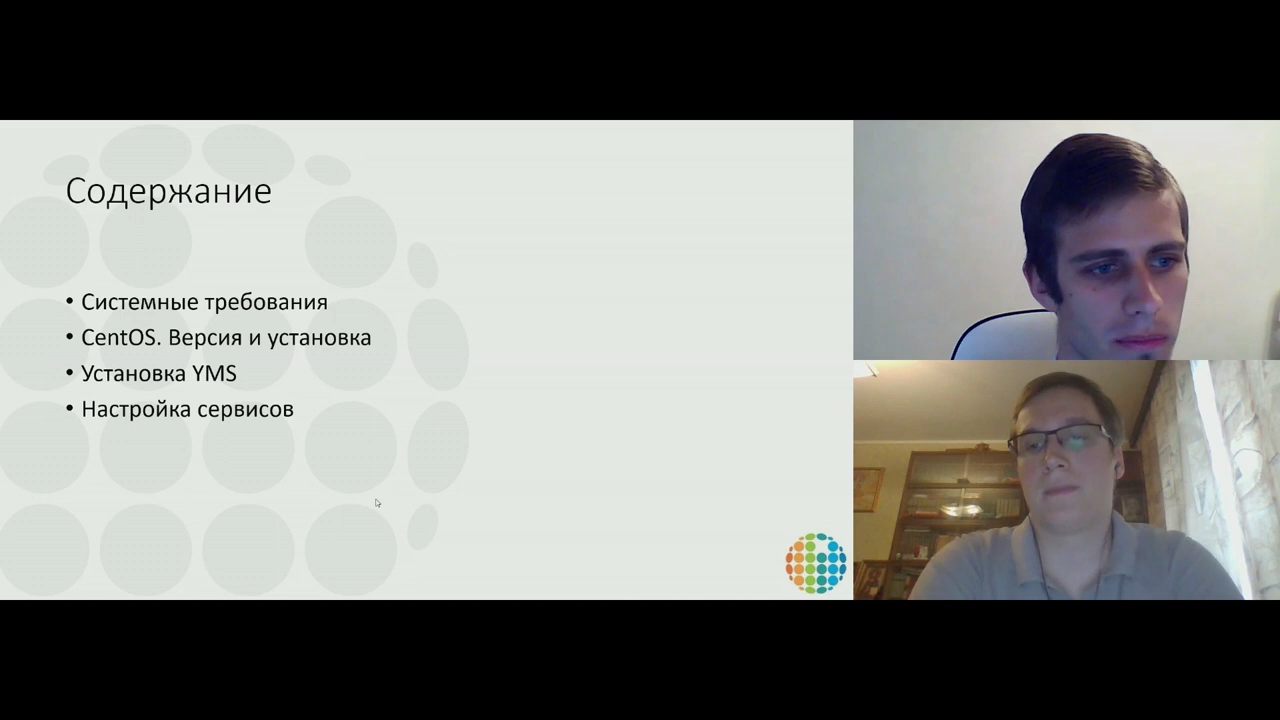 Содержание
• Системные требования
• CentOS. Версия и установка
• Установка YMS
• Настройка сервисов